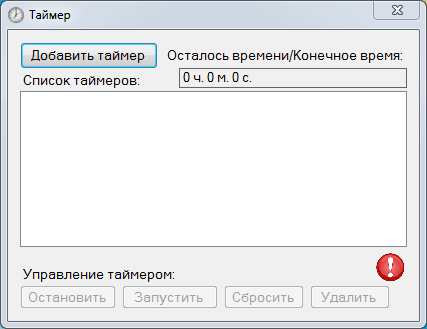 Таймер
Добавить таймер
Осталось времени/Конечное время:
Список таймеров:
0 ч. 0 м. 0 с.
Управление таймером:
Остановить Запустить Сбросить Удалить